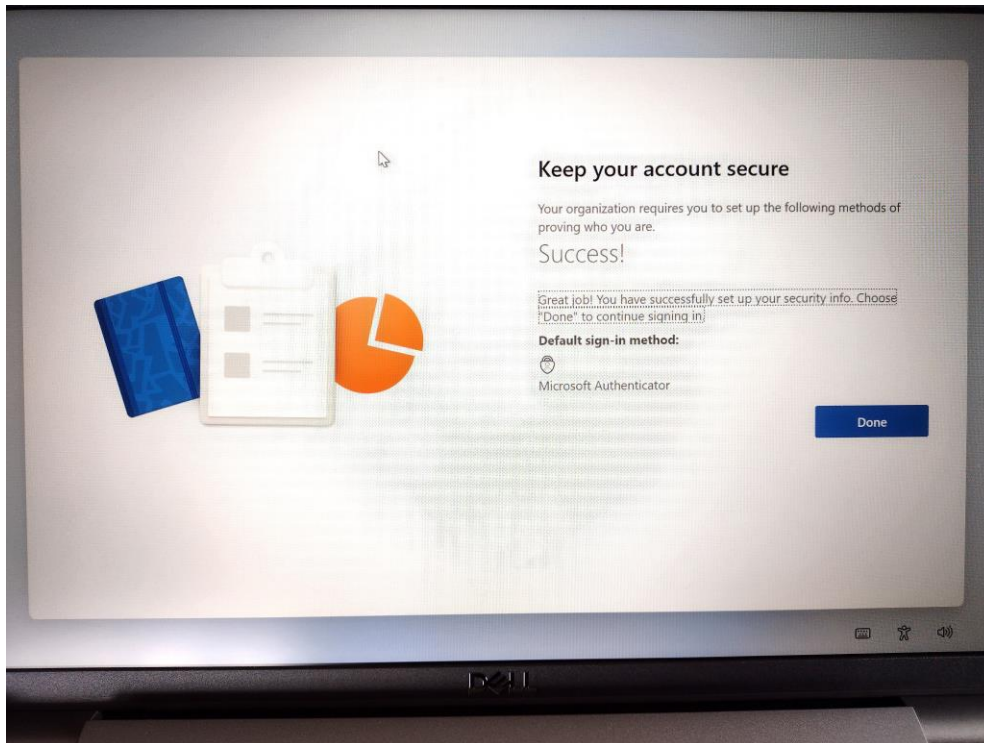 Keep your account secure
Your organization requires you to set up the following methods of
proving who you are.
Success!
Great job! You have successfully set up your security info. Choose
"Done" to continue signing in.
Default sign-in method:
Microsoft Authenticator
Done
DELL